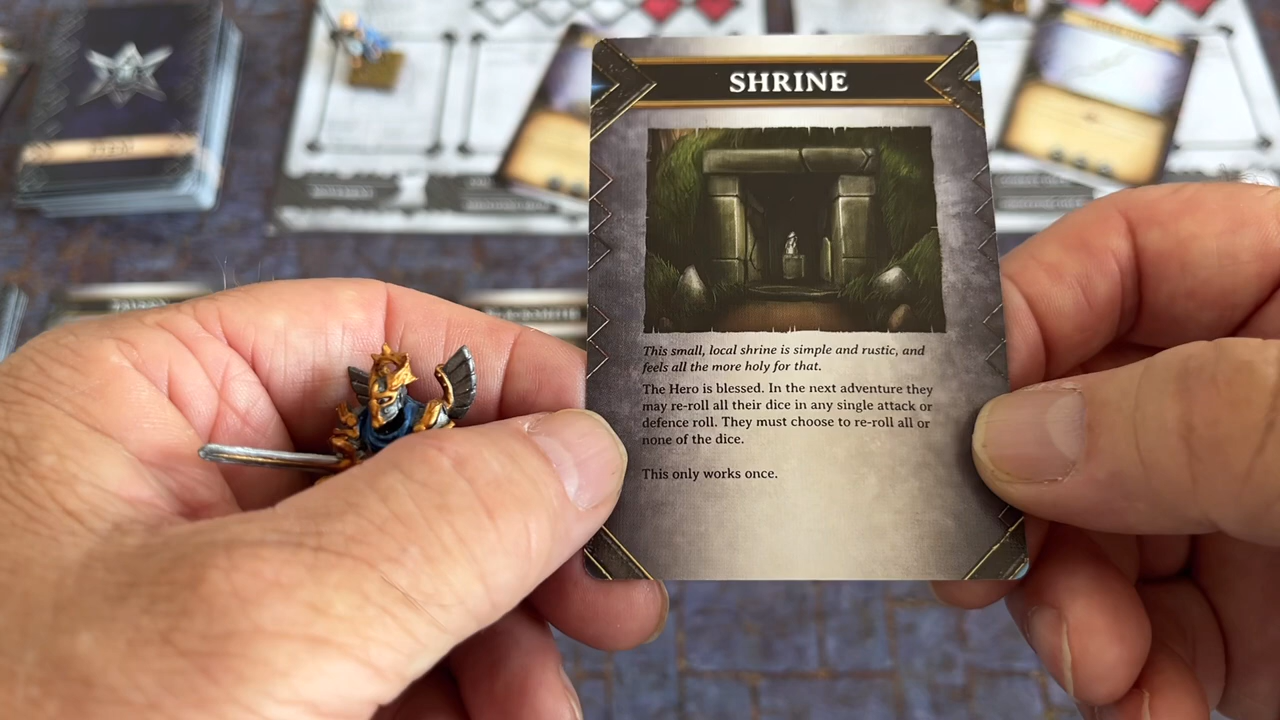 SHRINE
This small, local shrine is simple and rustic, and
feels all the more holy for that.
The Hero is blessed. In the next adventure they
may re-roll all their dice in any single attack or
defence roll. They must choose to re-roll all or
none of the dice.
This only works once.